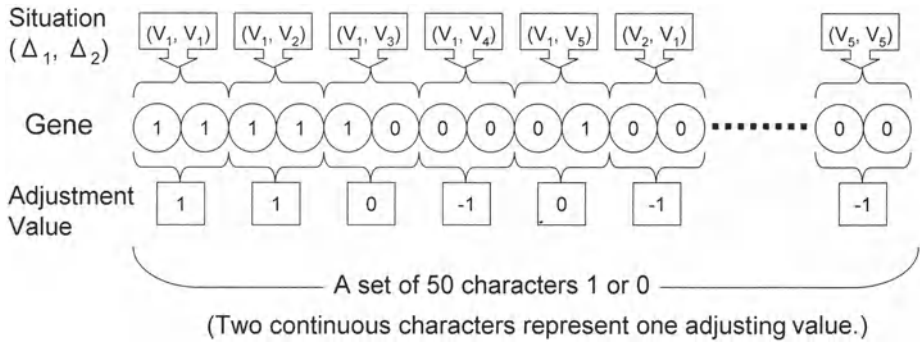 Situation (V₁, V₁) (V₁, V₂) (V₁, V₃) (V₁, V₄) (V₁, V₅) (V₂, V₁) (V₅, V₅)
(Δ₁, Δ₂)
Gene 1 1 1 1 1 0 0 0 0 1 0 0 0 0
Adjustment 1 1 0 -1 0 -1 -1
Value
A set of 50 characters 1 or 0
(Two continuous characters represent one adjusting value.)